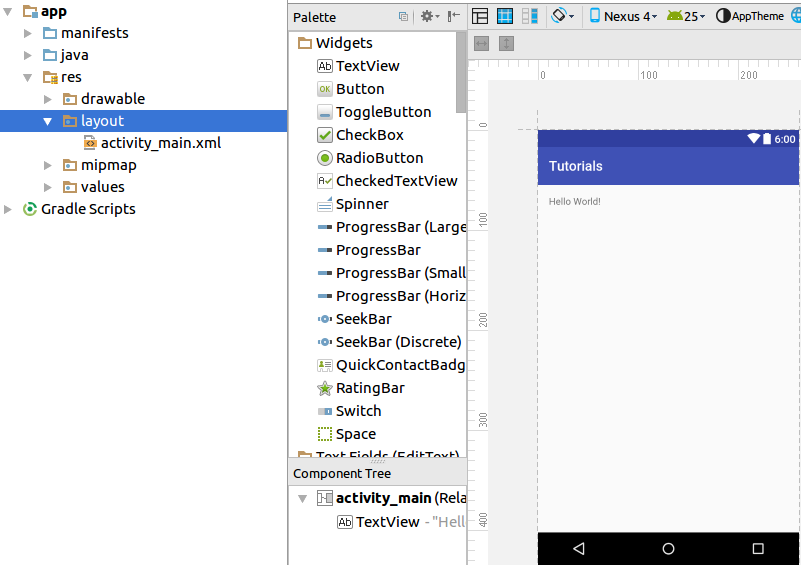 app
manifests
java
res
drawable
layout
activity_main.xml
mipmap
values
Gradle Scripts
Palette
Widgets
TextView
Button
ToggleButton
CheckBox
RadioButton
CheckedTextView
Spinner
ProgressBar (Large
ProgressBar
ProgressBar (Small
ProgressBar (Horiz
SeekBar
SeekBar (Discrete)
QuickContactBadg
RatingBar
Switch
Space
Text Fields (EditText)
Component Tree
activity_main (Rela
Ab TextView - "Hell
Nexus 4 25 AppTheme
0 100 200
0
100
200
300
400
6:00
Tutorials
Hello World!